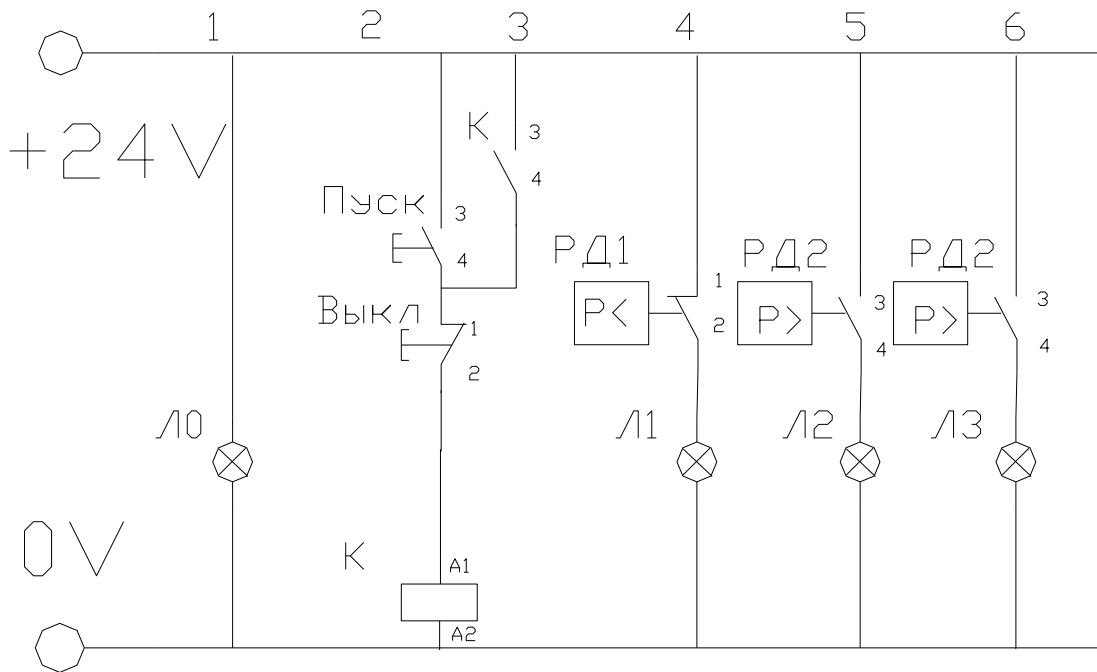 1 2 3 4 5 6
+24V
К 3
4
Пуск 3
4
РД1 РД2 РД2
Выкл 1
2
P< 1
2
P> 3
4
P> 3
4
Л0 Л1 Л2 Л3
0V
К A1
A2